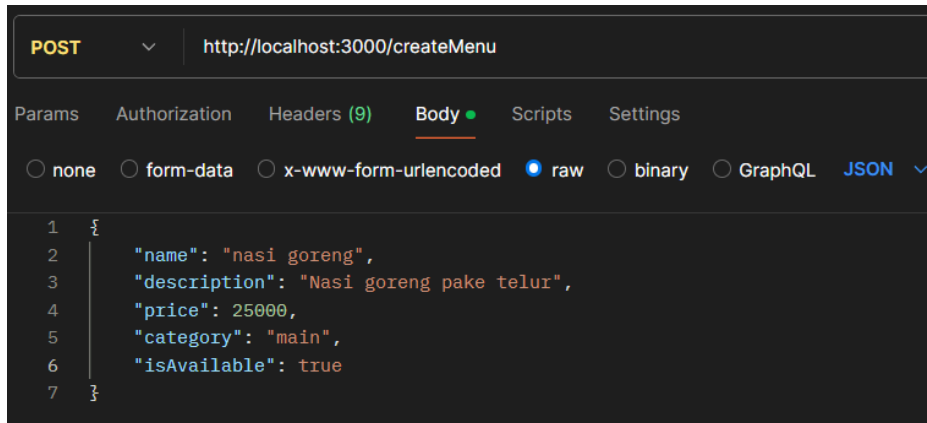 POST http://localhost:3000/createMenu
Params Authorization Headers (9) Body Scripts Settings
none form-data x-www-form-urlencoded raw binary GraphQL JSON
1 {
2 "name": "nasi goreng",
3 "description": "Nasi goreng pake telur",
4 "price": 25000,
5 "category": "main",
6 "isAvailable": true
7 }